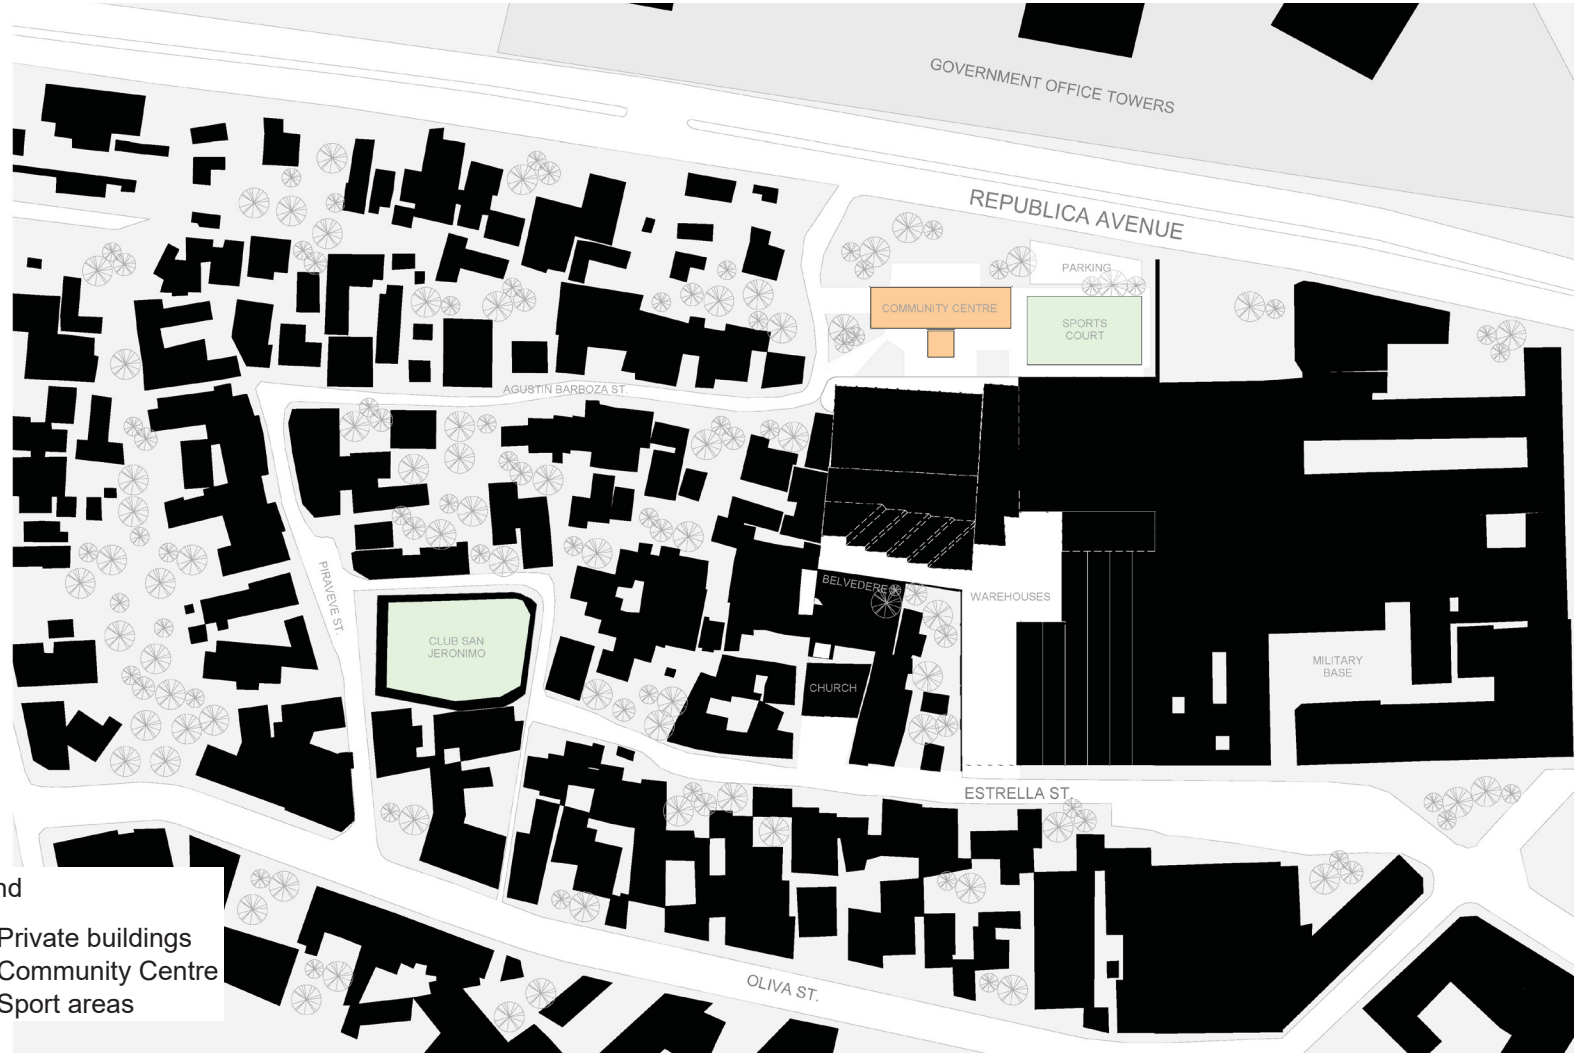 GOVERNMENT OFFICE TOWERS
REPUBLICA AVENUE
PARKING
COMMUNITY CENTRE
SPORTS
COURT
AGUSTIN BARBOZA ST.
PIRAVEVE ST.
BELVEDERE
WAREHOUSES
CLUB SAN
JERONIMO
CHURCH
MILITARY
BASE
ESTRELLA ST.
OLIVA ST.
nd
Private buildings
Community Centre
Sport areas